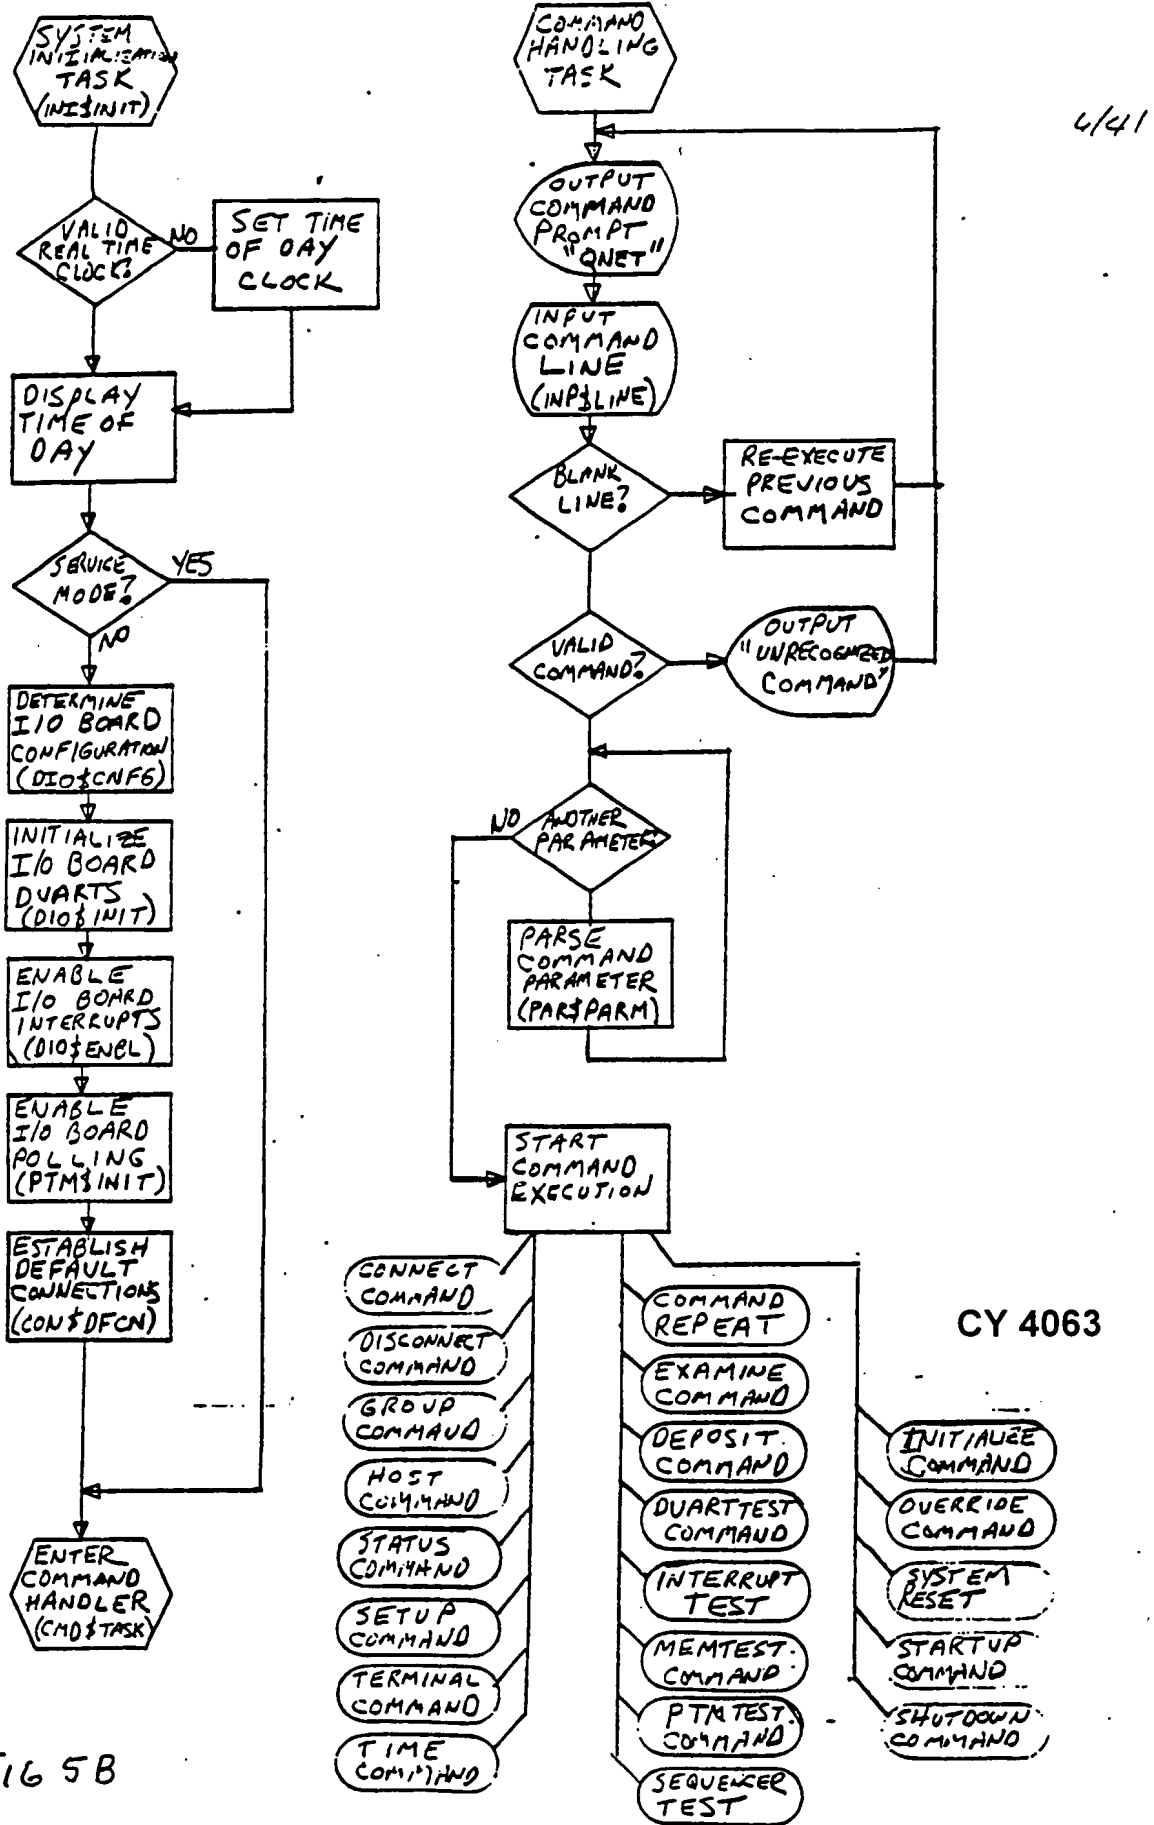 SYSTEM
INITIALIZATION
TASK
(INI$INIT)
VALID
REAL TIME
CLOCK?
NO
SET TIME
OF DAY
CLOCK
DISPLAY
TIME OF
DAY
SERVICE
MODE?
YES
NO
DETERMINE
I/O BOARD
CONFIGURATION
(DIO$CNFG)
INITIALIZE
I/O BOARD
DUARTS
(DIO$INIT)
ENABLE
I/O BOARD
INTERRUPTS
(DIO$ENBL)
ENABLE
I/O BOARD
POLLING
(PTM$INIT)
ESTABLISH
DEFAULT
CONNECTIONS
(CON$DFCN)
ENTER
COMMAND
HANDLER
(CMD$TASK)
COMMAND
HANDLING
TASK
4/41
OUTPUT
COMMAND
PROMPT
"QNET"
INPUT
COMMAND
LINE
(INP$LINE)
BLANK
LINE?
RE-EXECUTE
PREVIOUS
COMMAND
VALID
COMMAND?
OUTPUT
"UNRECOGNIZED
COMMAND"
NO
ANOTHER
PARAMETER?
PARSE
COMMAND
PARAMETER
(PAR$PARM)
START
COMMAND
EXECUTION
CONNECT
COMMAND
DISCONNECT
COMMAND
GROUP
COMMAND
HOST
COMMAND
STATUS
COMMAND
SETUP
COMMAND
TERMINAL
COMMAND
TIME
COMMAND
COMMAND
REPEAT
EXAMINE
COMMAND
DEPOSIT
COMMAND
DUARTTEST
COMMAND
INTERRUPT
TEST
MEMTEST
COMMAND
PTMTEST
COMMAND
SEQUENCER
TEST
CY 4063
INITIALIZE
COMMAND
OVERRIDE
COMMAND
SYSTEM
RESET
STARTUP
COMMAND
SHUTDOWN
COMMAND
FIG 5B